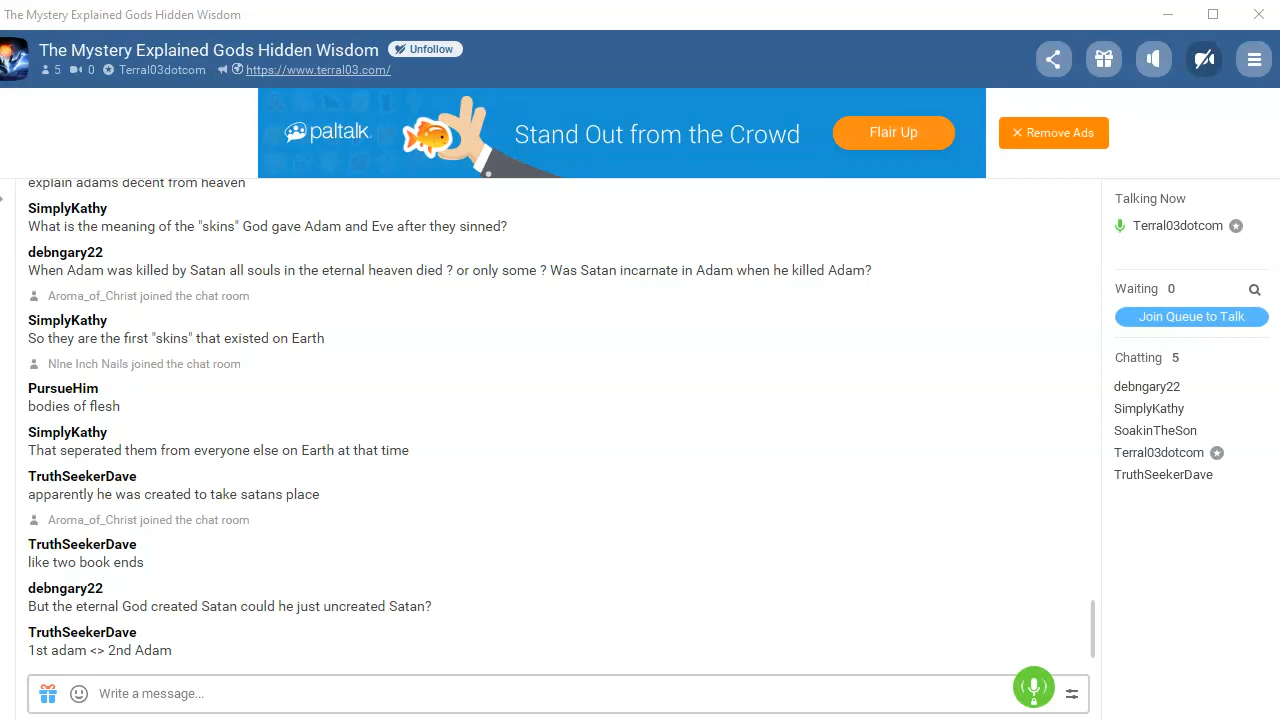 The Mystery Explained Gods Hidden Wisdom
The Mystery Explained Gods Hidden Wisdom Unfollow
5 0 Terral03dotcom https://www.terral03.com/
paltalk Stand Out from the Crowd Flair Up Remove Ads
explain adams decent from heaven
SimplyKathy
What is the meaning of the "skins" God gave Adam and Eve after they sinned?
debngary22
When Adam was killed by Satan all souls in the eternal heaven died ? or only some ? Was Satan incarnate in Adam when he killed Adam?
Aroma_of_Christ joined the chat room
SimplyKathy
So they are the first "skins" that existed on Earth
NIne Inch Nails joined the chat room
PursueHim
bodies of flesh
SimplyKathy
That seperated them from everyone else on Earth at that time
TruthSeekerDave
apparently he was created to take satans place
Aroma_of_Christ joined the chat room
TruthSeekerDave
like two book ends
debngary22
But the eternal God created Satan could he just uncreated Satan?
TruthSeekerDave
1st adam <> 2nd Adam
Write a message...
Talking Now
Terral03dotcom
Waiting 0
Join Queue to Talk
Chatting 5
debngary22
SimplyKathy
SoakinTheSon
Terral03dotcom
TruthSeekerDave